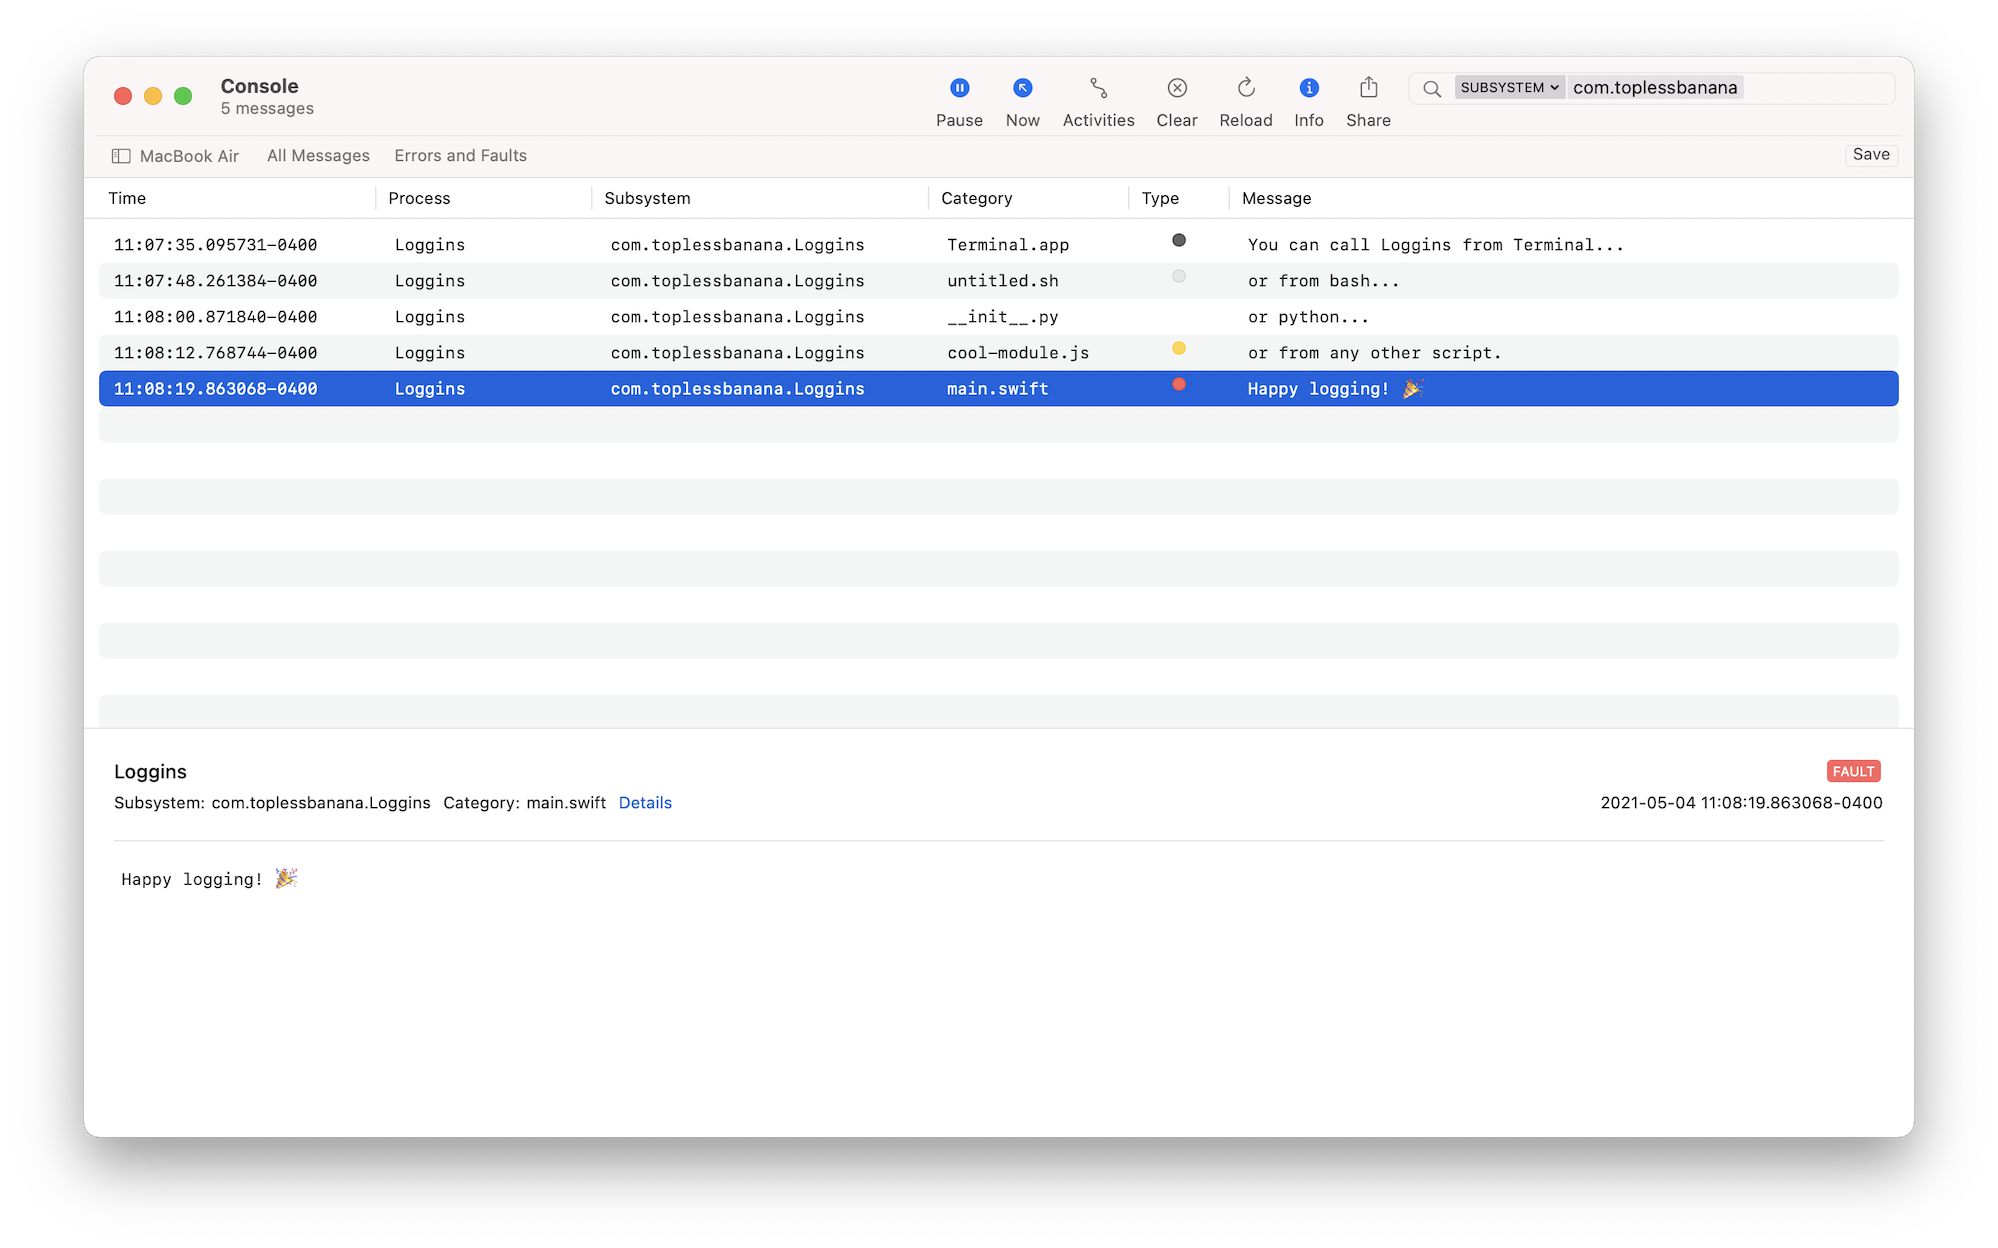 Console
5 messages
Pause Now Activities Clear Reload Info Share
SUBSYSTEM com.toplessbanana
MacBook Air All Messages Errors and Faults Save
Time Process Subsystem Category Type Message
11:07:35.095731-0400 Loggins com.toplessbanana.Loggins Terminal.app You can call Loggins from Terminal...
11:07:48.261384-0400 Loggins com.toplessbanana.Loggins untitled.sh or from bash...
11:08:00.871840-0400 Loggins com.toplessbanana.Loggins __init__.py or python...
11:08:12.768744-0400 Loggins com.toplessbanana.Loggins cool-module.js or from any other script.
11:08:19.863068-0400 Loggins com.toplessbanana.Loggins main.swift Happy logging! 🎉
Loggins FAULT
Subsystem: com.toplessbanana.Loggins Category: main.swift Details 2021-05-04 11:08:19.863068-0400
Happy logging! 🎉